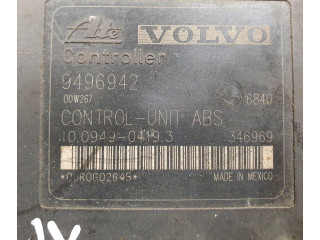 Ate VOLVO
Controller
9496942
00W267 6840
CONTROL-UNIT ABS
10.0949-0419.3 346969
MADE IN MEXICO